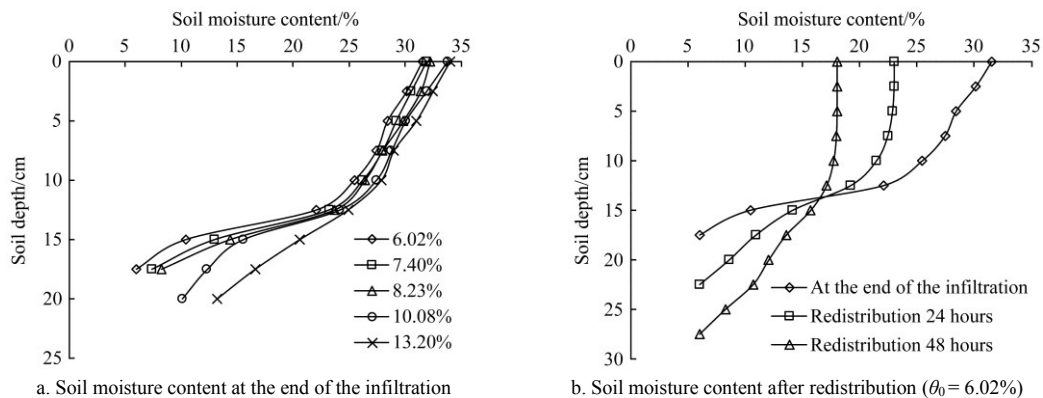 Soil moisture content/%
0 5 10 15 20 25 30 35
0
5
10
15
20
25
Soil depth/cm
6.02%
7.40%
8.23%
10.08%
13.20%
a. Soil moisture content at the end of the infiltration
Soil moisture content/%
0 5 10 15 20 25 30 35
0
5
10
15
20
25
30
Soil depth/cm
At the end of the infiltration
Redistribution 24 hours
Redistribution 48 hours
b. Soil moisture content after redistribution (θ₀ = 6.02%)